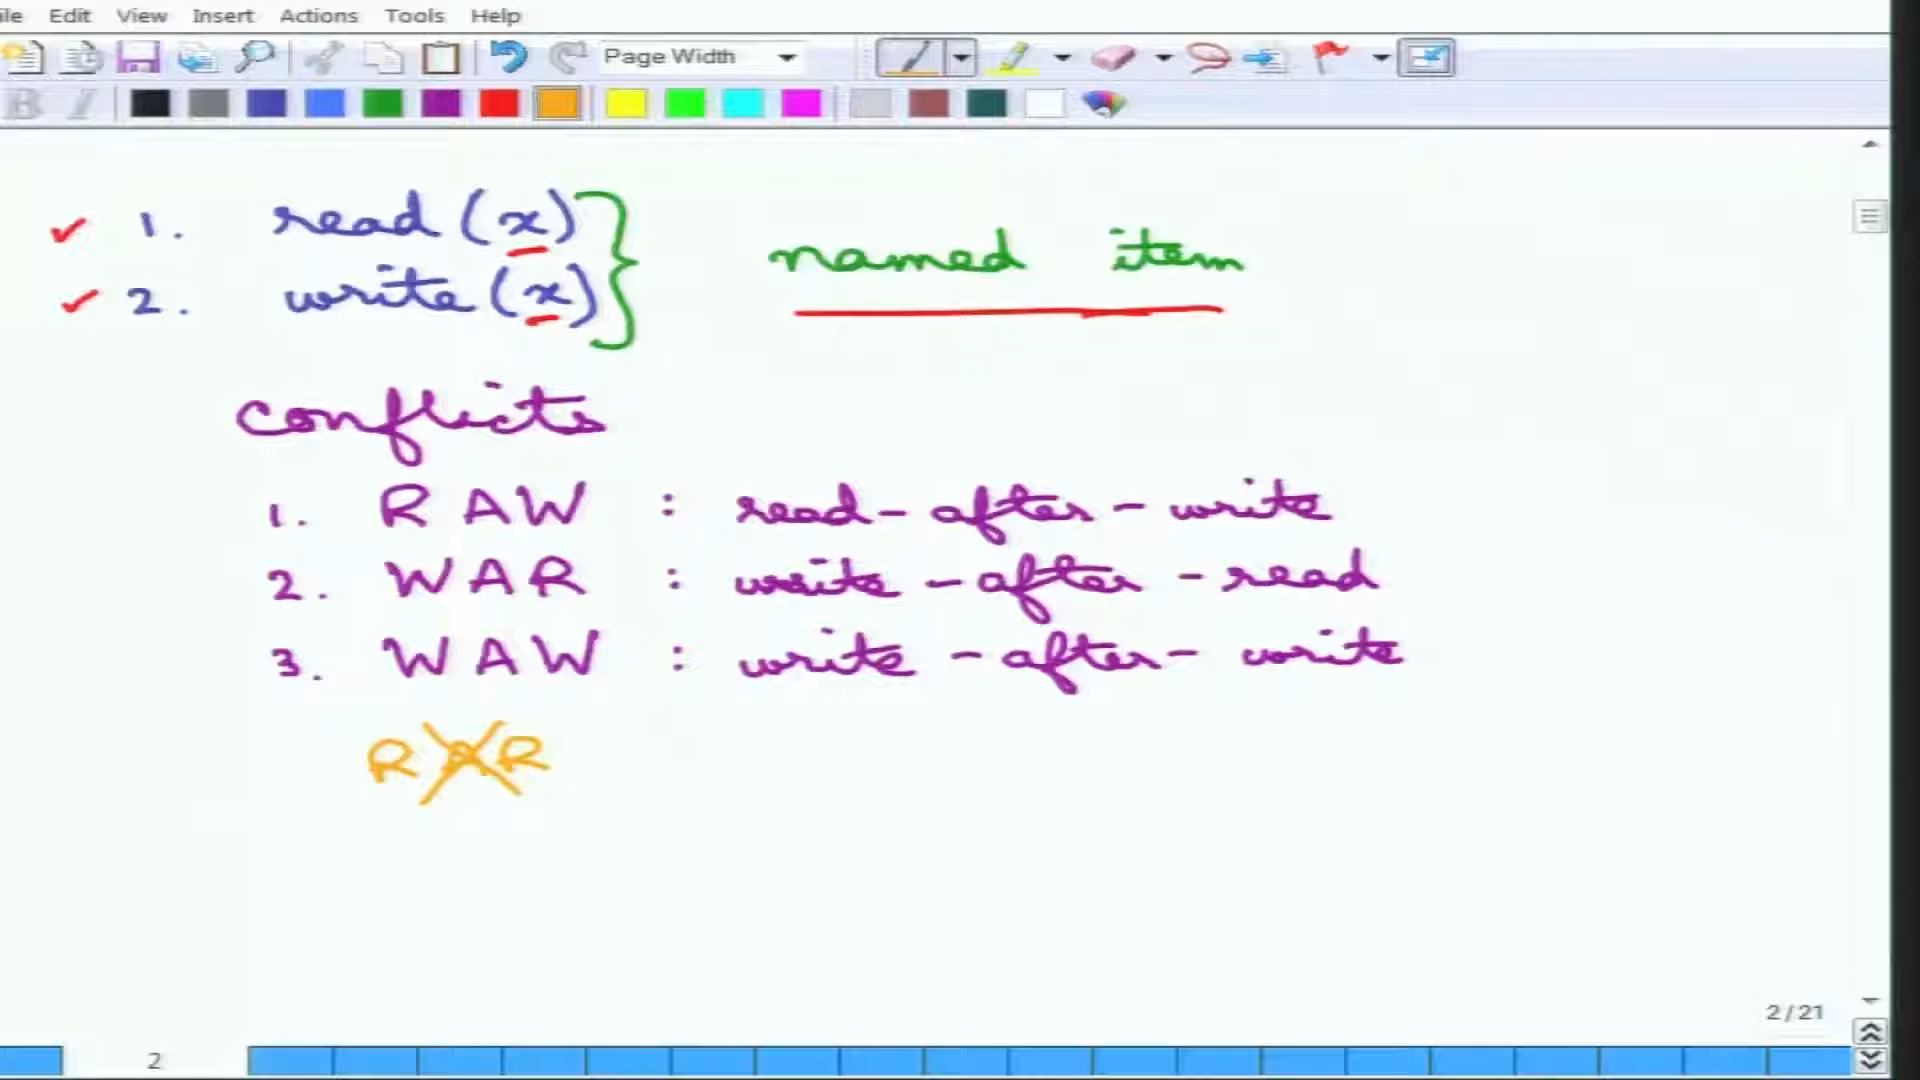 ile Edit View Insert Actions Tools Help
Page Width
B I
1. read (x)
2. write (x)
named item
conflicts
1. RAW : read-after-write
2. WAR : write-after-read
3. WAW : write-after-write
RAR
2/21
2